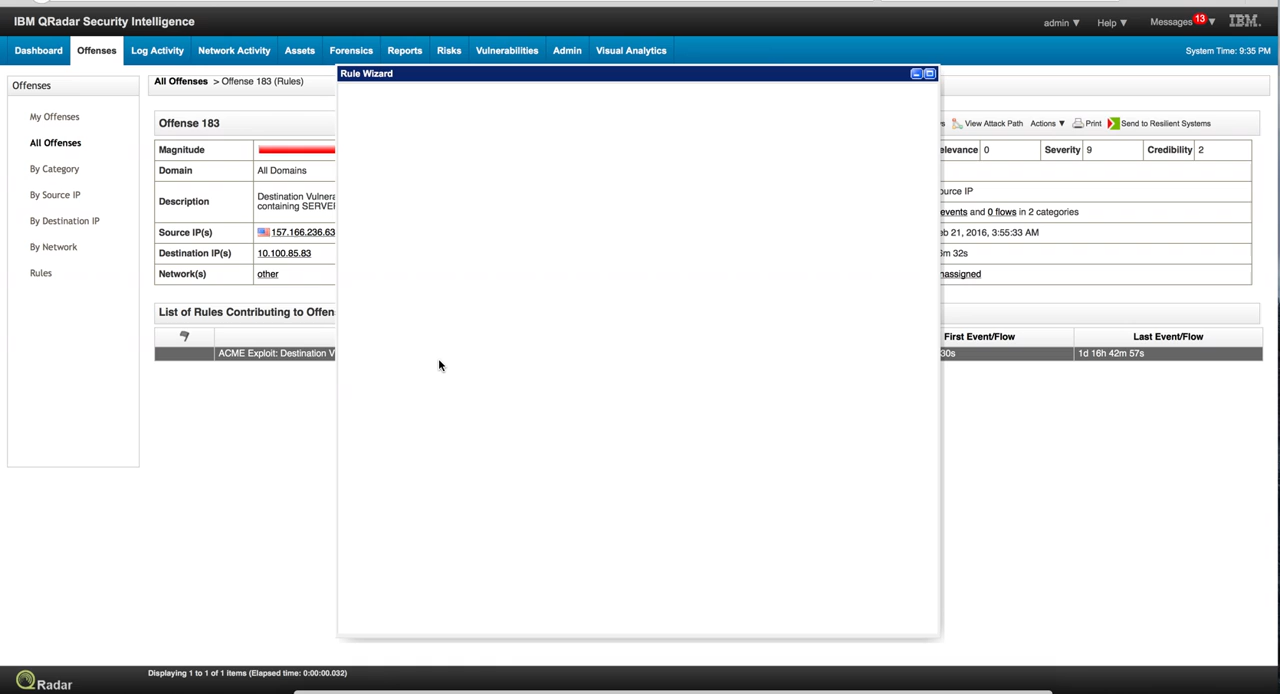 IBM QRadar Security Intelligence
admin ▼ Help ▼ Messages 13 ▼ IBM.
Dashboard Offenses Log Activity Network Activity Assets Forensics Reports Risks Vulnerabilities Admin Visual Analytics System Time: 9:35 PM
Offenses
My Offenses
All Offenses
By Category
By Source IP
By Destination IP
By Network
Rules
All Offenses > Offense 183 (Rules)
Rule Wizard
Offense 183
View Attack Path Actions ▼ Print Send to Resilient Systems
Magnitude elevance 0 Severity 9 Credibility 2
Domain All Domains
Description Destination Vulnera
containing SERVER
ource IP
events and 0 flows in 2 categories
Source IP(s) 157.166.236.63 eb 21, 2016, 3:55:33 AM
Destination IP(s) 10.100.85.83 6m 32s
Network(s) other nassigned
List of Rules Contributing to Offen
First Event/Flow Last Event/Flow
ACME Exploit: Destination V 30s 1d 16h 42m 57s
QRadar
Displaying 1 to 1 of 1 items (Elapsed time: 0:00:00.032)